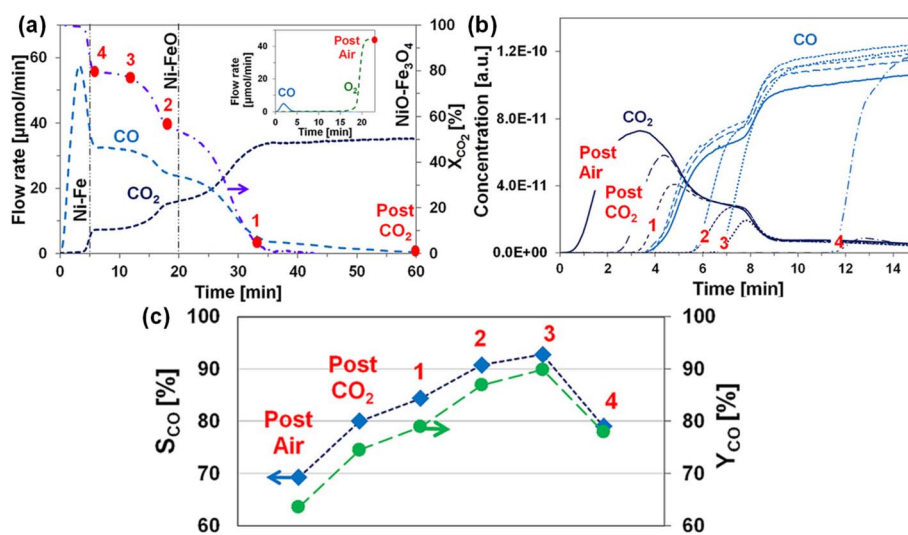 (a)
Flow rate [µmol/min]
60
40
20
0
0
10
20
30
40
50
60
Time [min]
100
80
60
40
20
0
X_CO2 [%]
Ni-Fe
Ni-FeO
NiO-Fe3O4
4
3
2
1
CO
CO2
Post
CO2
Flow rate
[µmol/min]
40
20
0
0
10
20
Time [min]
CO
O2
Post
Air
(b)
Concentration [a.u.]
1.2E-10
8.0E-11
4.0E-11
0.0E+00
0
2
4
6
8
10
12
14
Time [min]
CO
CO2
Post
Air
Post
CO2
1
2
3
4
(c)
S_CO [%]
100
90
80
70
60
Post
Air
Post
CO2
1
2
3
4
100
90
80
70
60
Y_CO [%]